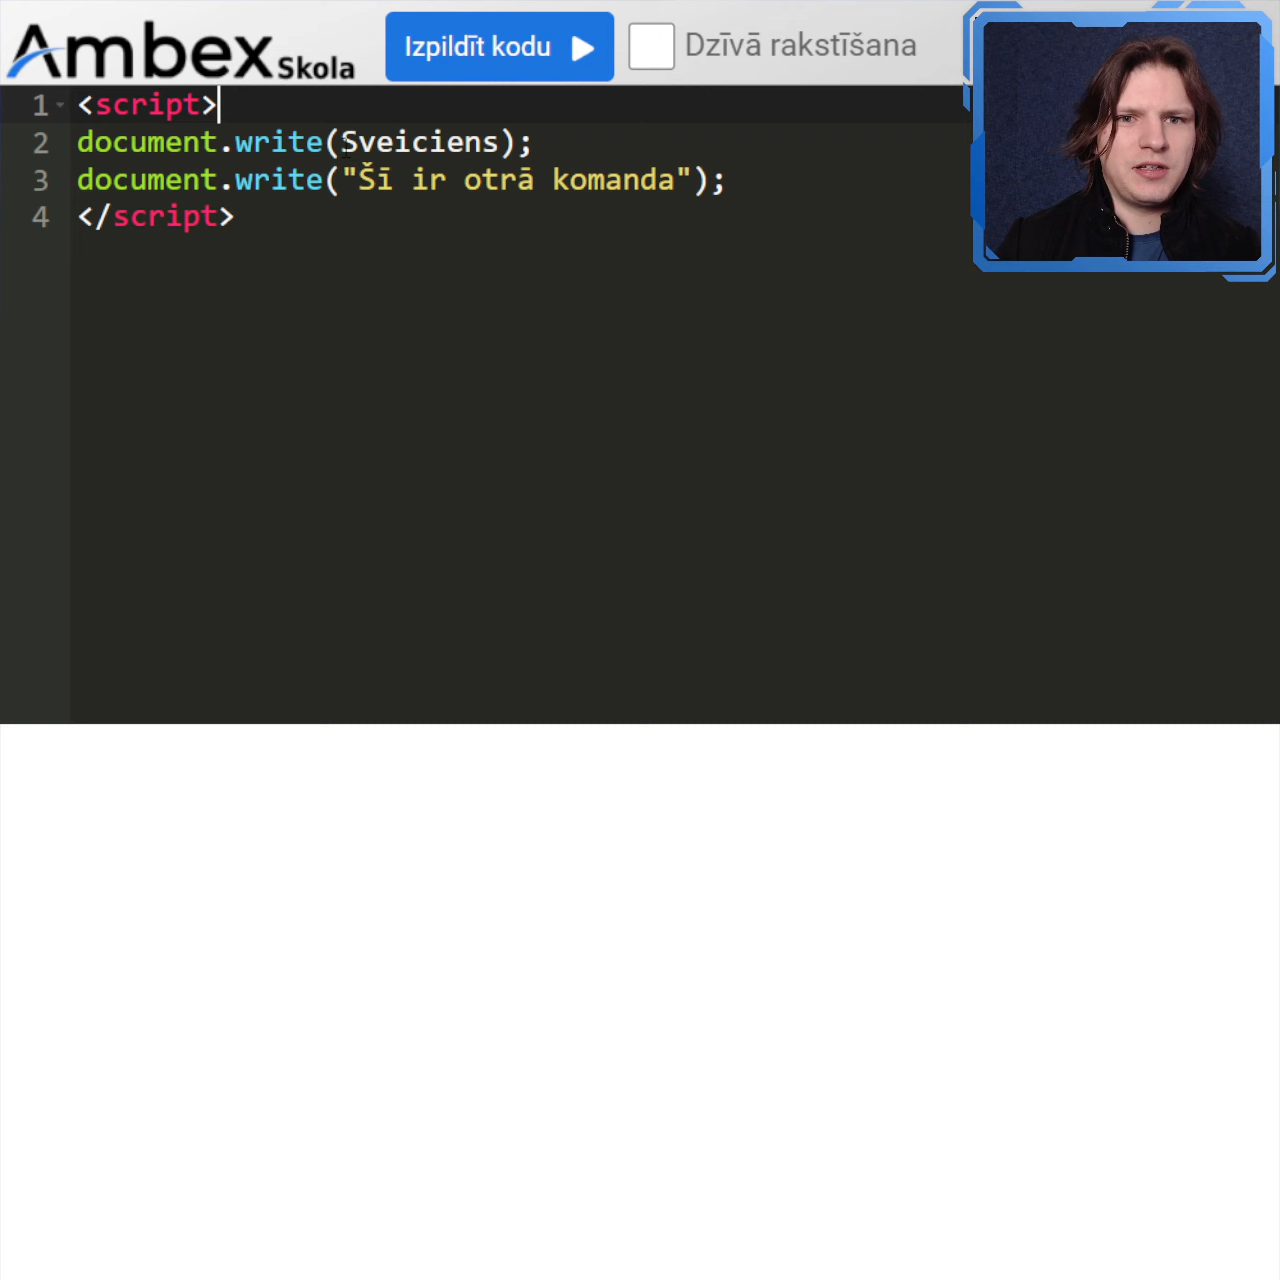 Ambex Skola
Izpildīt kodu
Dzīvā rakstīšana
1 <script>
2 document.write(Sveiciens);
3 document.write("Šī ir otrā komanda");
4 </script>